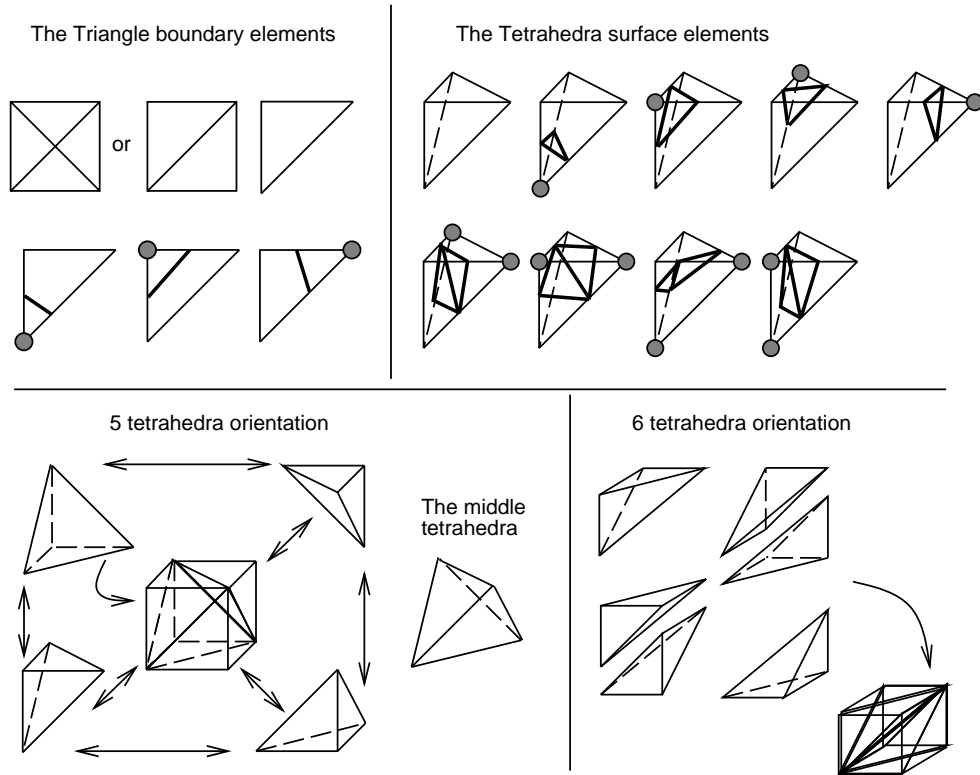 The Triangle boundary elements
The Tetrahedra surface elements
or
5 tetrahedra orientation
6 tetrahedra orientation
The middle
tetrahedra